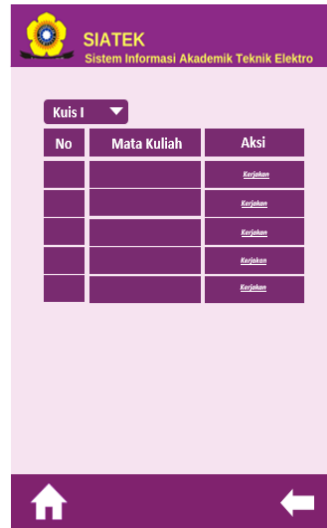 SIATEK
Sistem Informasi Akademik Teknik Elektro
Kuis I
No Mata Kuliah Aksi
Kerjakan
Kerjakan
Kerjakan
Kerjakan
Kerjakan